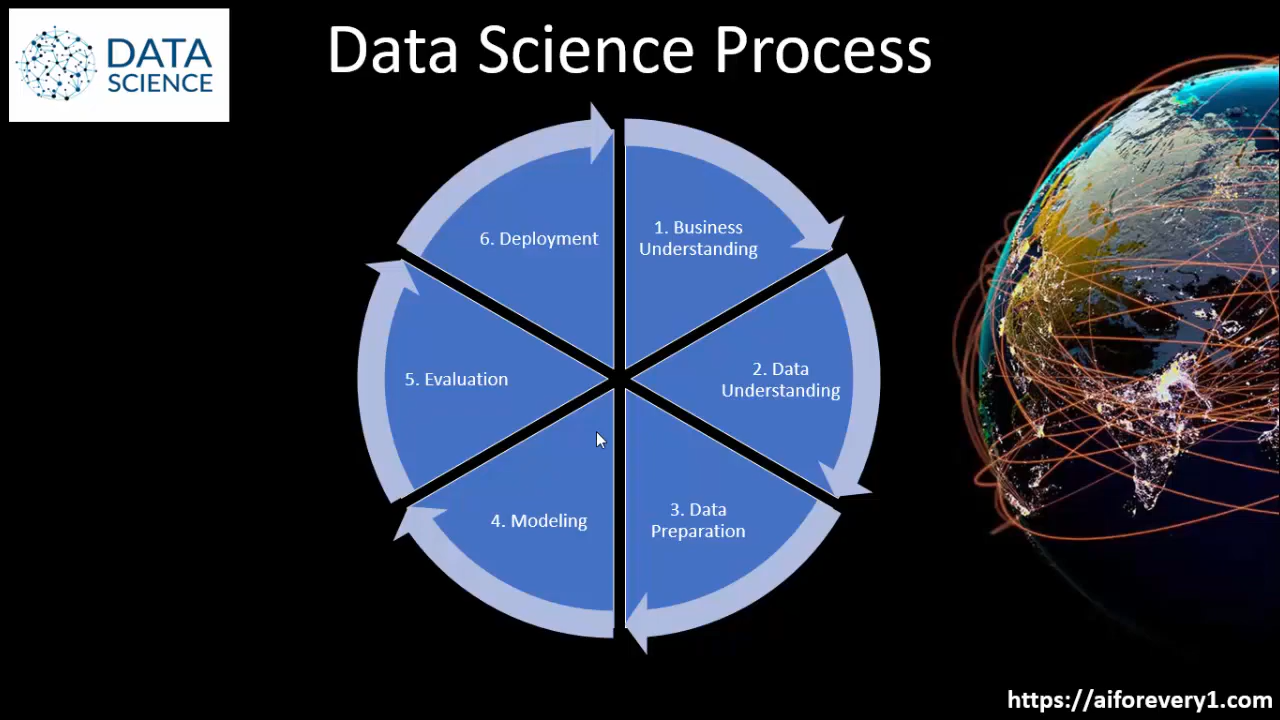 DATA
SCIENCE
Data Science Process
1. Business
Understanding
2. Data
Understanding
3. Data
Preparation
4. Modeling
5. Evaluation
6. Deployment
https://aiforevery1.com